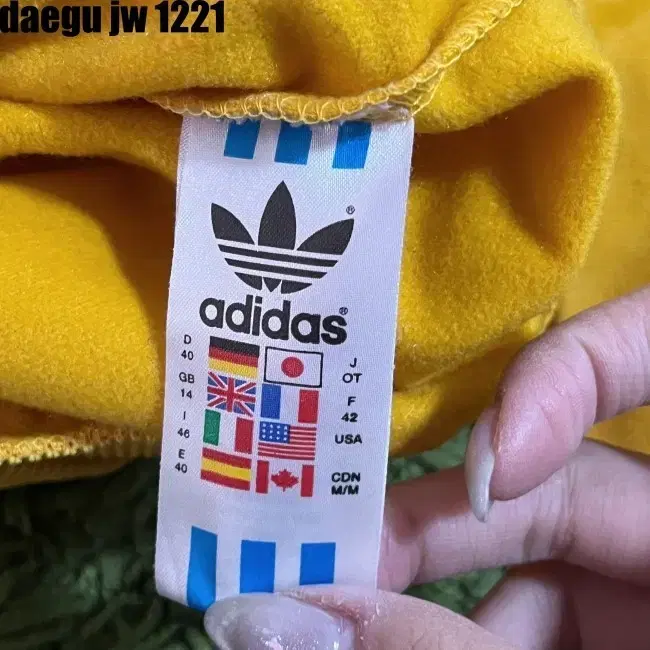 daegu jw 1221
®
adidas®
D
40
J
OT
GB
14
F
42
I
46
USA
E
40
CDN
M/M